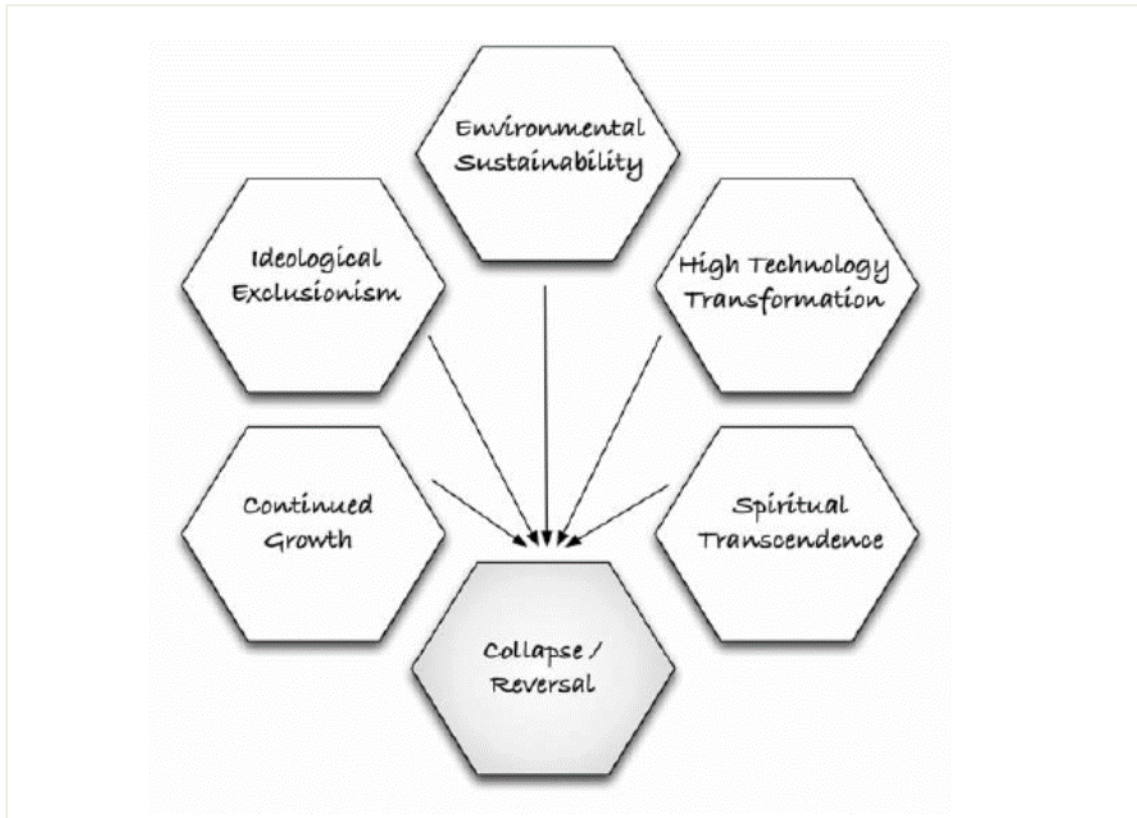 Environmental
Sustainability
Ideological
Exclusionism
High Technology
Transformation
Continued
Growth
Spiritual
Transcendence
Collapse /
Reversal